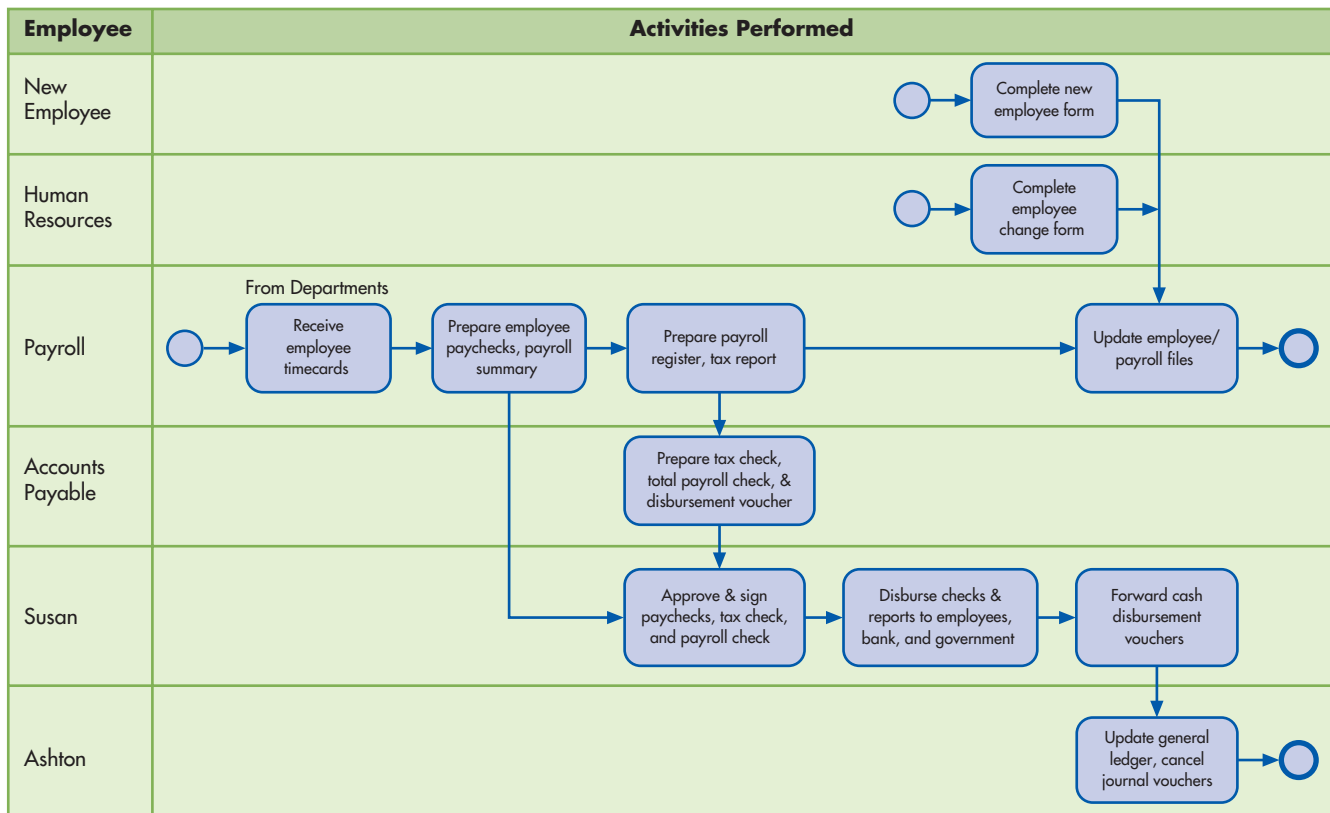 Employee
Activities Performed
New
Employee
Complete new
employee form
Human
Resources
Complete
employee
change form
Payroll
From Departments
Receive
employee
timecards
Prepare employee
paychecks, payroll
summary
Prepare payroll
register, tax report
Update employee/
payroll files
Accounts
Payable
Prepare tax check,
total payroll check, &
disbursement voucher
Susan
Approve & sign
paychecks, tax check,
and payroll check
Disburse checks &
reports to employees,
bank, and government
Forward cash
disbursement
vouchers
Ashton
Update general
ledger, cancel
journal vouchers